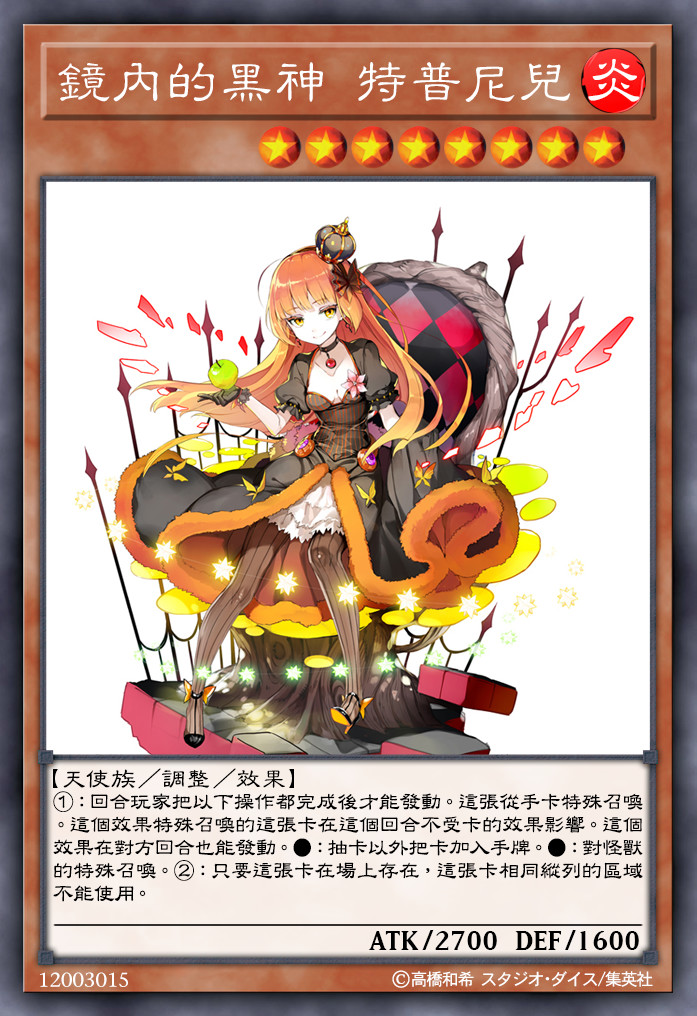 鏡內的黑神 特普尼兒
炎
【天使族／調整／效果】
①：回合玩家把以下操作都完成後才能發動。這張從手卡特殊召喚
。這個效果特殊召喚的這張卡在這個回合不受卡的效果影響。這個
效果在對方回合也能發動。●：抽卡以外把卡加入手牌。●：對怪獸
的特殊召喚。②：只要這張卡在場上存在，這張卡相同縱列的區域
不能使用。
ATK/2700 DEF/1600
12003015 ©高橋和希 スタジオ・ダイス/集英社